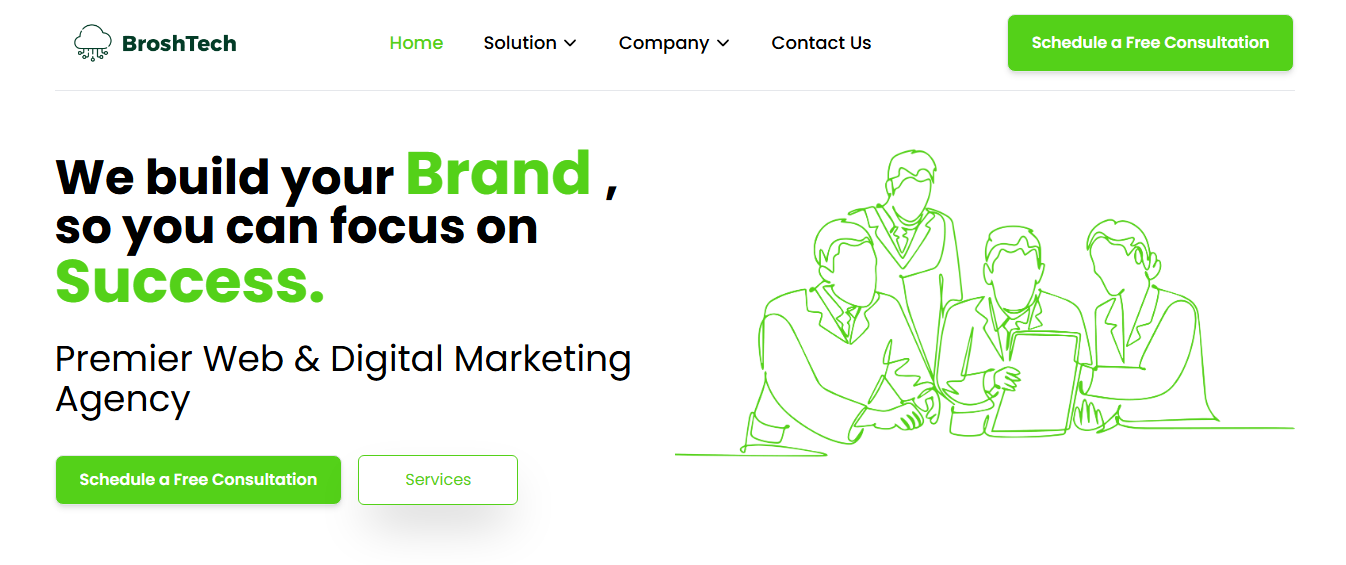 BroshTech
Home
Solution
Company
Contact Us
Schedule a Free Consultation
We build your Brand ,
so you can focus on
Success.
Premier Web & Digital Marketing
Agency
Schedule a Free Consultation
Services